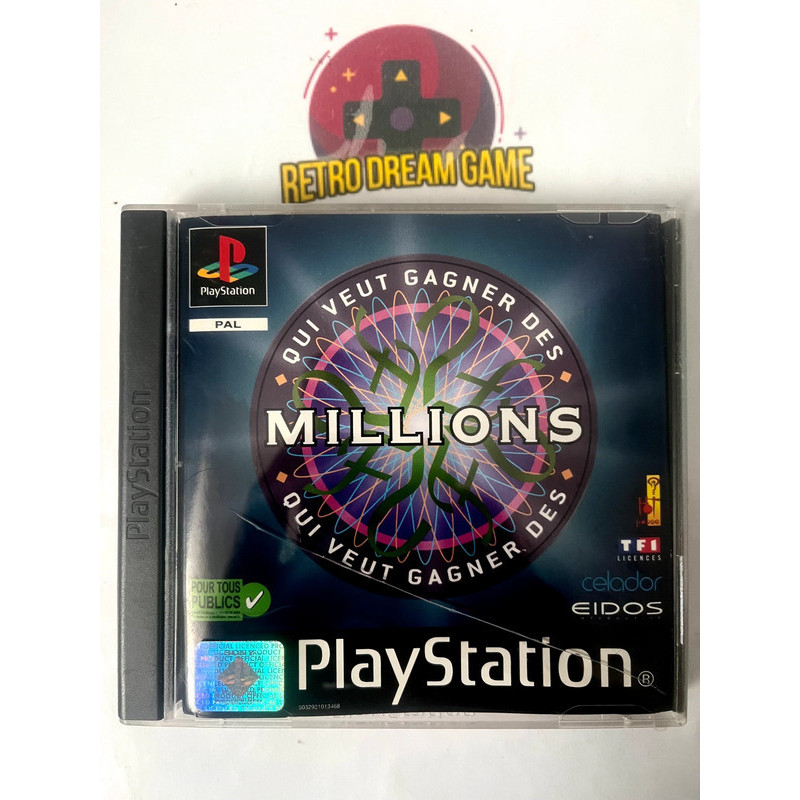 RETRO DREAM GAME
PlayStation
PAL
QUI VEUT GAGNER DES
MILLIONS
QUI VEUT GAGNER DES
PlayStation
TF1
LICENCES
celador
EIDOS
POUR TOUS
PUBLICS
PlayStation®
5032921013468